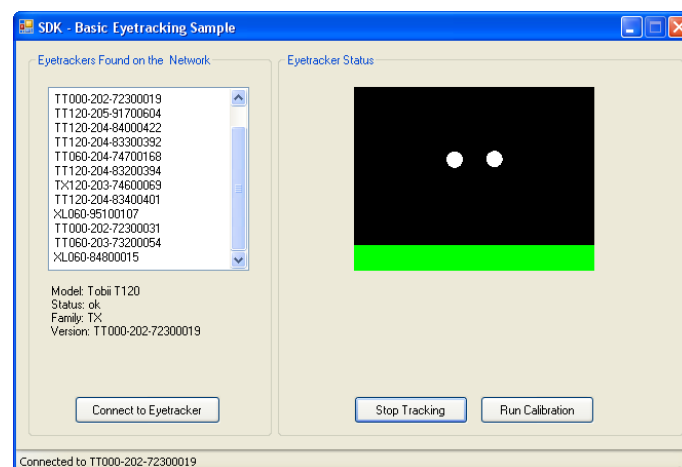 SDK - Basic Eyetracking Sample
Eyetrackers Found on the Network
Eyetracker Status
TT000-202-72300019
TT120-205-91700604
TT120-204-84000422
TT120-204-83300392
TT060-204-74700168
TT120-204-83200394
TX120-203-74600069
TT120-204-83400401
XL060-95100107
TT000-202-72300031
TT060-203-73200054
XL060-84800015
Model: Tobii T120
Status: ok
Family: TX
Version: TT000-202-72300019
Connect to Eyetracker
Stop Tracking
Run Calibration
Connected to TT000-202-72300019